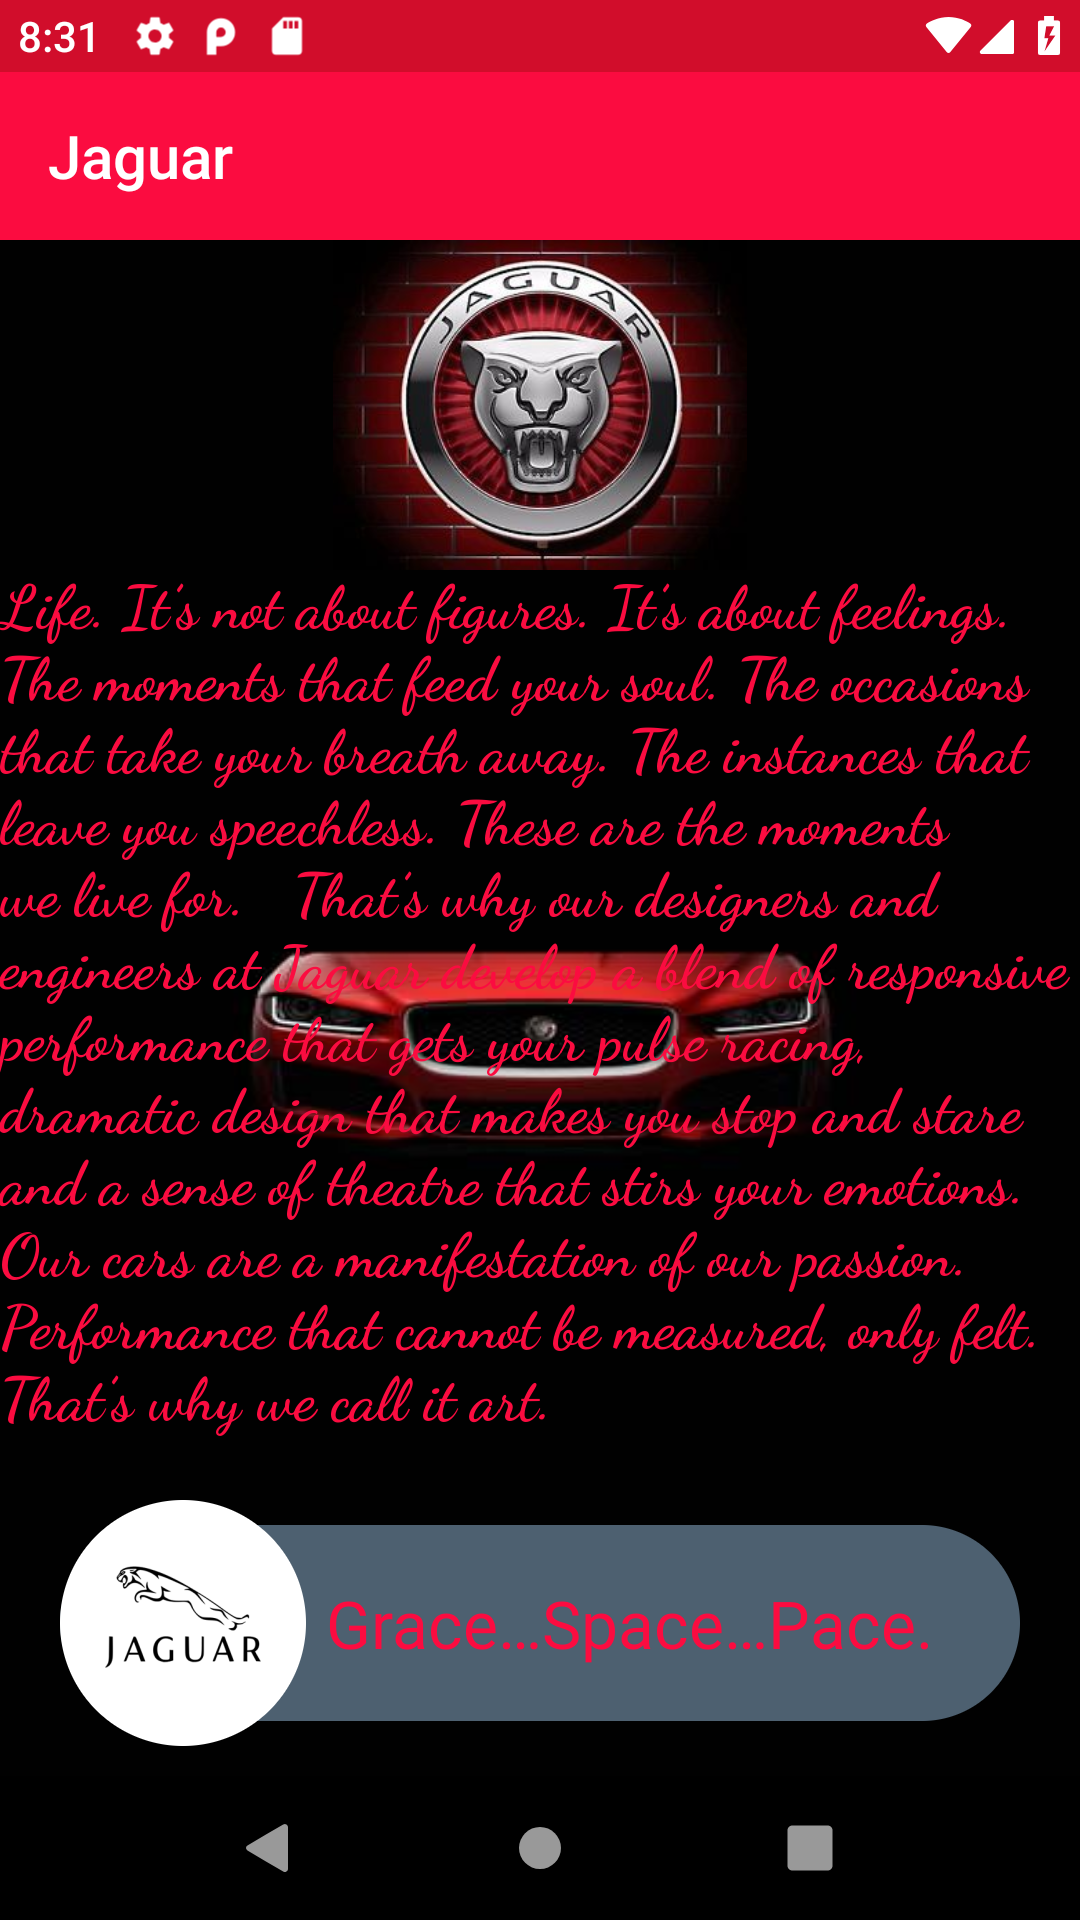 8:31
Jaguar
JAGUAR
Life. It's not about figures. It's about feelings.
The moments that feed your soul. The occasions
that take your breath away. The instances that
leave you speechless. These are the moments
we live for.   That's why our designers and
engineers at Jaguar develop a blend of responsive
performance that gets your pulse racing,
dramatic design that makes you stop and stare
and a sense of theatre that stirs your emotions.
Our cars are a manifestation of our passion.
Performance that cannot be measured, only felt.
That's why we call it art.
JAGUAR
Grace...Space...Pace.